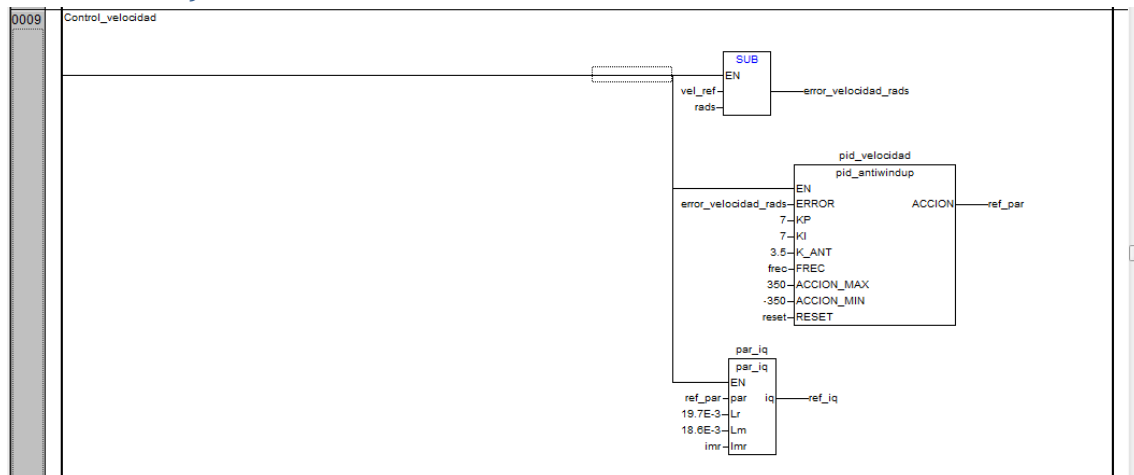 0009
Control_velocidad
SUB
EN
vel_ref
error_velocidad_rads
rads
pid_velocidad
pid_antiwindup
EN
error_velocidad_rads ERROR ACCION ref_par
7 KP
7 KI
3.5 K_ANT
frec FREC
350 ACCION_MAX
-350 ACCION_MIN
reset RESET
par_iq
par_iq
EN
ref_par par iq ref_iq
19.7E-3 Lr
18.6E-3 Lm
imr Imr